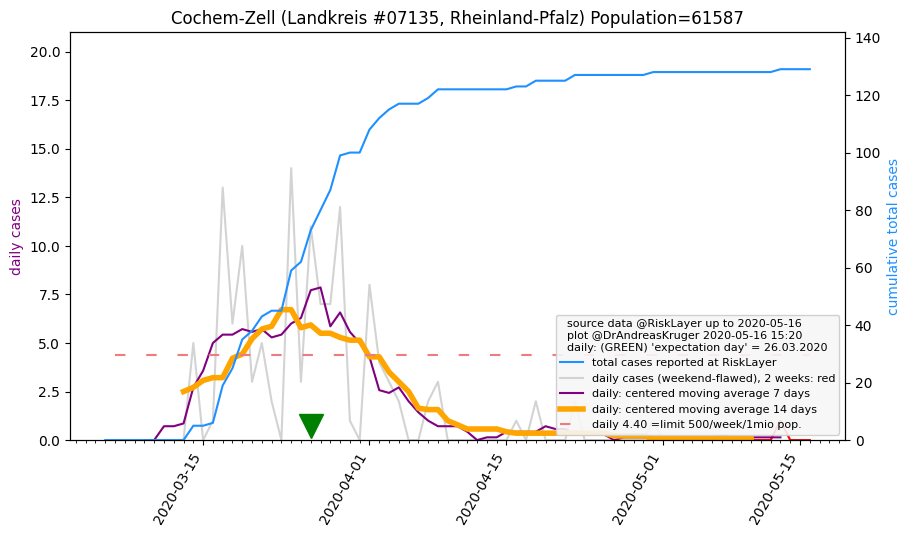 Cochem-Zell (Landkreis #07135, Rheinland-Pfalz) Population=61587
daily cases
20.0
17.5
15.0
12.5
10.0
7.5
5.0
2.5
0.0
140
120
100
80
60
40
20
0
cumulative total cases
source data @RiskLayer up to 2020-05-16
plot @DrAndreasKruger 2020-05-16 15:20
daily: (GREEN) 'expectation day' = 26.03.2020
total cases reported at RiskLayer
daily cases (weekend-flawed), 2 weeks: red
daily: centered moving average 7 days
daily: centered moving average 14 days
daily 4.40 =limit 500/week/1mio pop.
2020-03-15
2020-04-01
2020-04-15
2020-05-01
2020-05-15